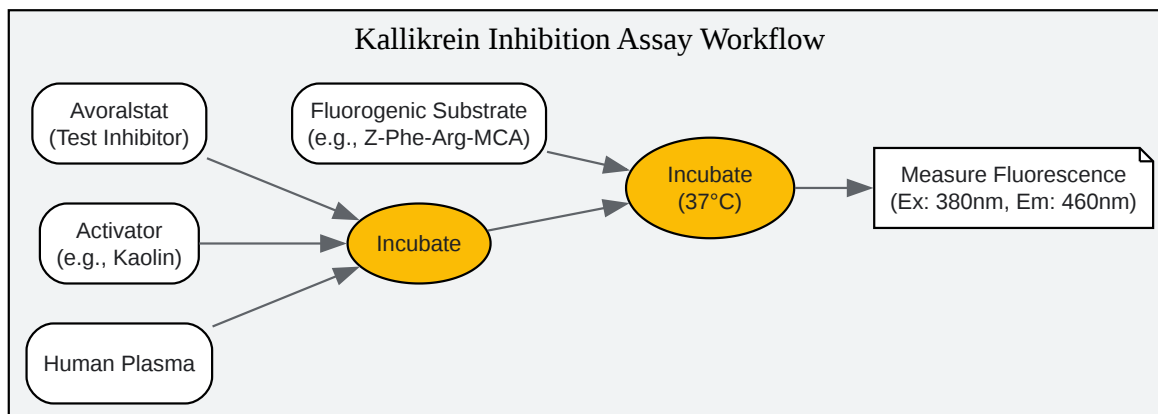 Kallikrein Inhibition Assay Workflow
Avoralstat
(Test Inhibitor)
Fluorogenic Substrate
(e.g., Z-Phe-Arg-MCA)
Incubate
(37°C)
Measure Fluorescence
(Ex: 380nm, Em: 460nm)
Activator
(e.g., Kaolin)
Incubate
Human Plasma